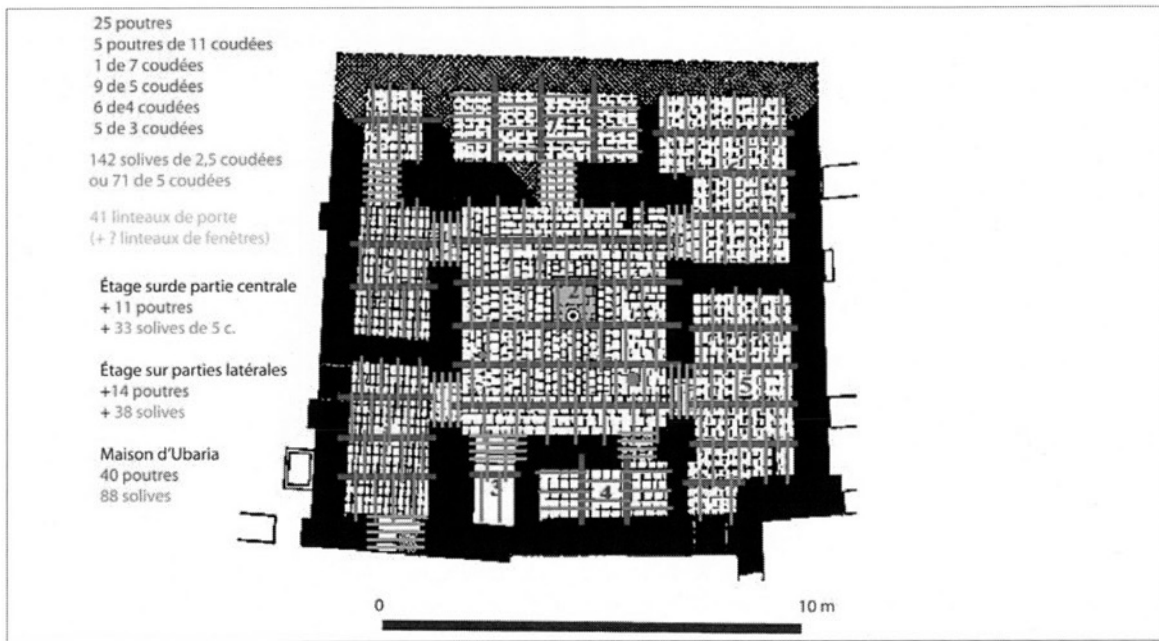 25 poutres
5 poutres de 11 coudées
1 de 7 coudées
9 de 5 coudées
6 de4 coudées
5 de 3 coudées
142 solives de 2,5 coudées
ou 71 de 5 coudées
41 linteaux de porte
(+ ? linteaux de fenêtres)
Étage surde partie centrale
+ 11 poutres
+ 33 solives de 5 c.
Étage sur parties latérales
+14 poutres
+ 38 solives
Maison d'Ubaria
40 poutres
88 solives
7
9
2
5
3
4
0
10 m